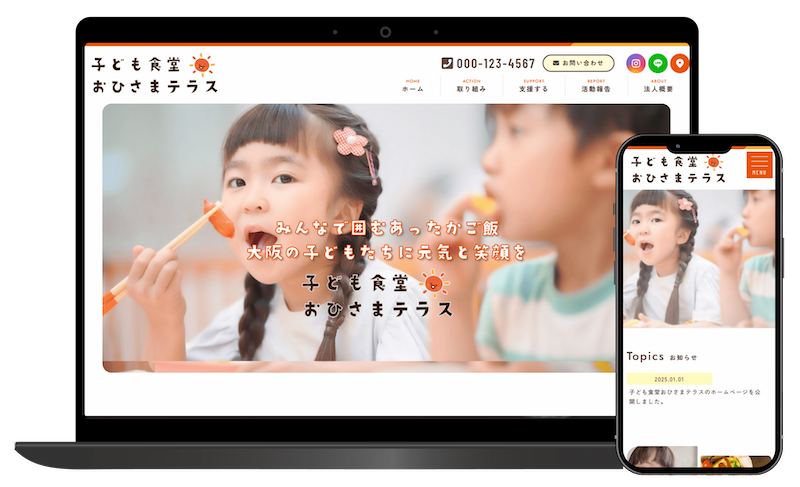 子ども食堂
おひさまテラス
000-123-4567
お問い合わせ
HOME
ホーム
ACTION
取り組み
SUPPORT
支援する
REPORT
活動報告
ABOUT
法人概要
みんなで囲むあったかご飯
大阪の子どもたちに元気と笑顔を
子ども食堂
おひさまテラス
子ども食堂
おひさまテラス
MENU
Topics お知らせ
2025.01.01
子ども食堂おひさまテラスのホームページを公
開しました。